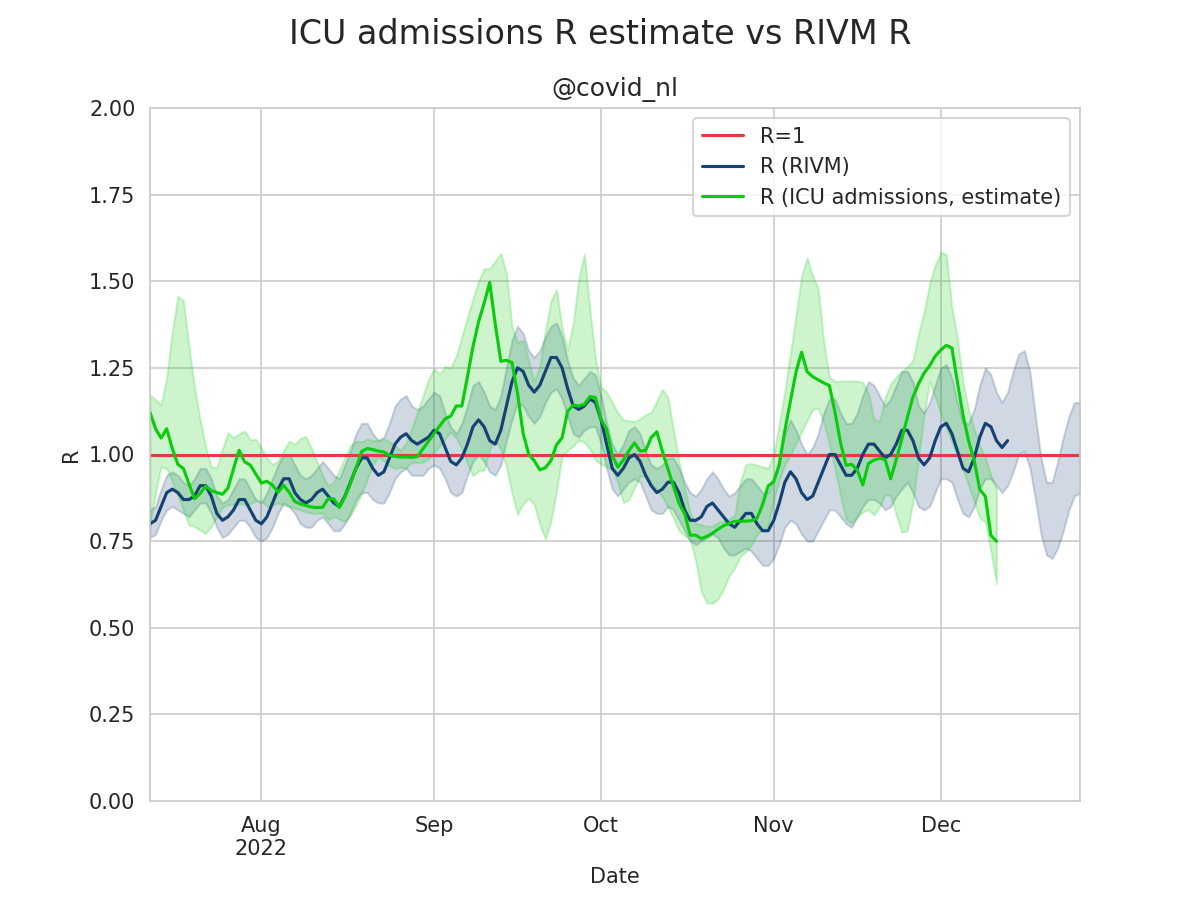 ICU admissions R estimate vs RIVM R
@covid_nl
2.00
1.75
1.50
1.25
1.00
0.75
0.50
0.25
0.00
R
R=1
R (RIVM)
R (ICU admissions, estimate)
Aug Sep Oct Nov Dec
2022
Date